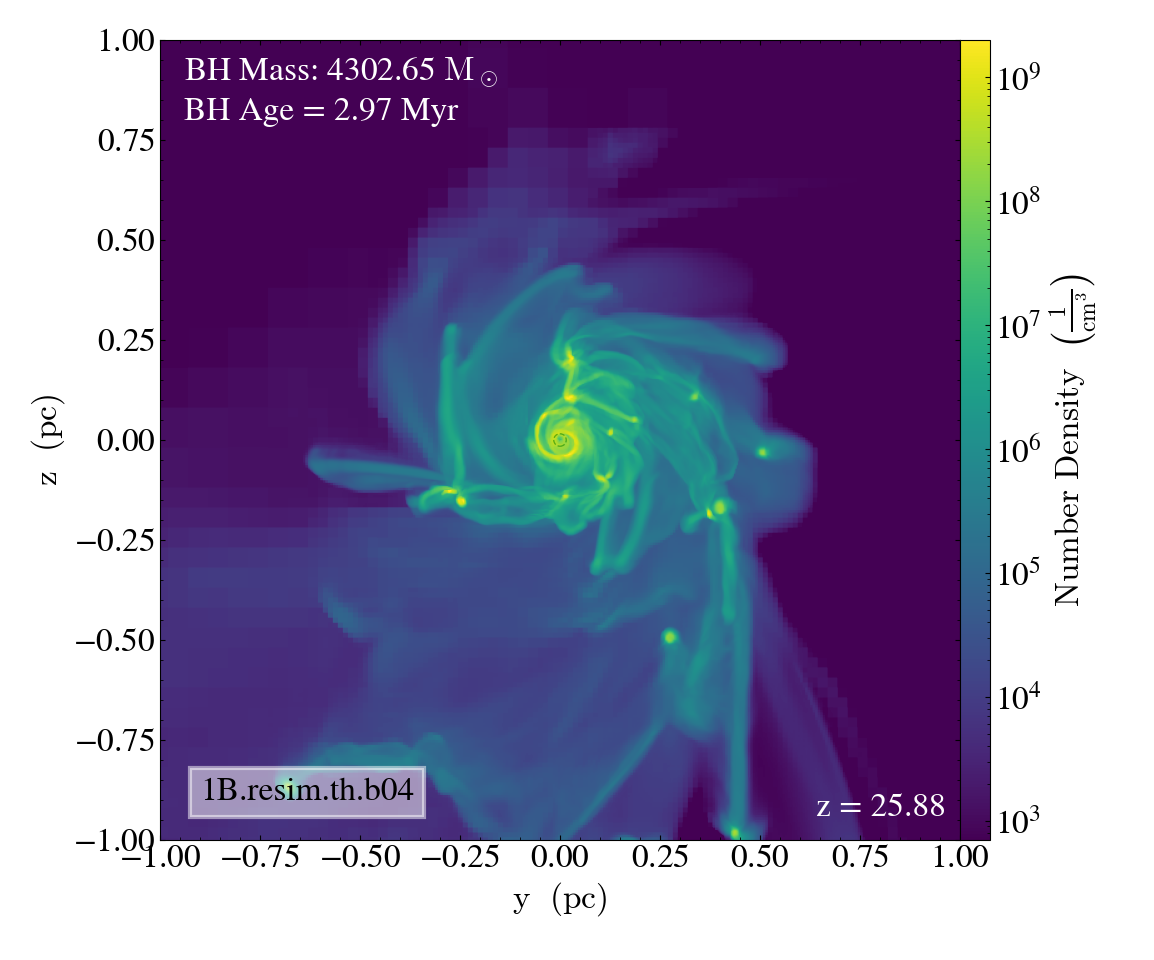 BH Mass: 4302.65 M⊙
BH Age = 2.97 Myr
1B.resim.th.b04
z = 25.88
1.00
0.75
0.50
0.25
0.00
−0.25
−0.50
−0.75
−1.00
z (pc)
−1.00 −0.75 −0.50 −0.25 0.00 0.25 0.50 0.75 1.00
y (pc)
10⁹
10⁸
10⁷
10⁶
10⁵
10⁴
10³
Number Density (1/cm³)